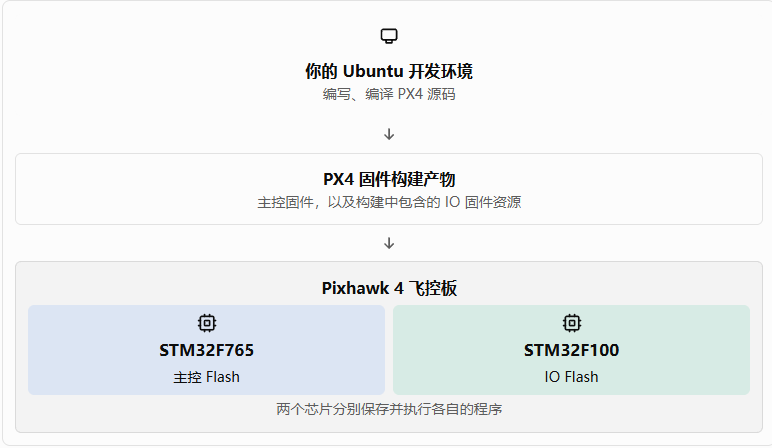 你的 Ubuntu 开发环境
编写、编译 PX4 源码
PX4 固件构建产物
主控固件，以及构建中包含的 IO 固件资源
Pixhawk 4 飞控板
STM32F765
主控 Flash
STM32F100
IO Flash
两个芯片分别保存并执行各自的程序